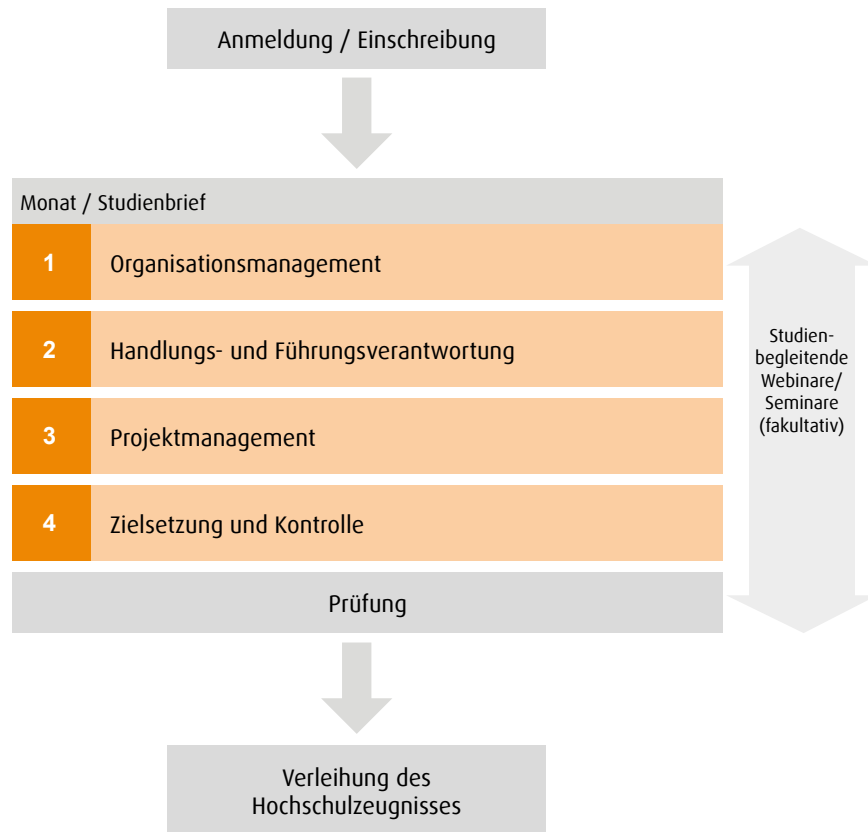 Anmeldung / Einschreibung
Monat / Studienbrief
1 Organisationsmanagement
2 Handlungs- und Führungsverantwortung
3 Projektmanagement
4 Zielsetzung und Kontrolle
Studien-
begleitende
Webinare/
Seminare
(fakultativ)
Prüfung
Verleihung des
Hochschulzeugnisses